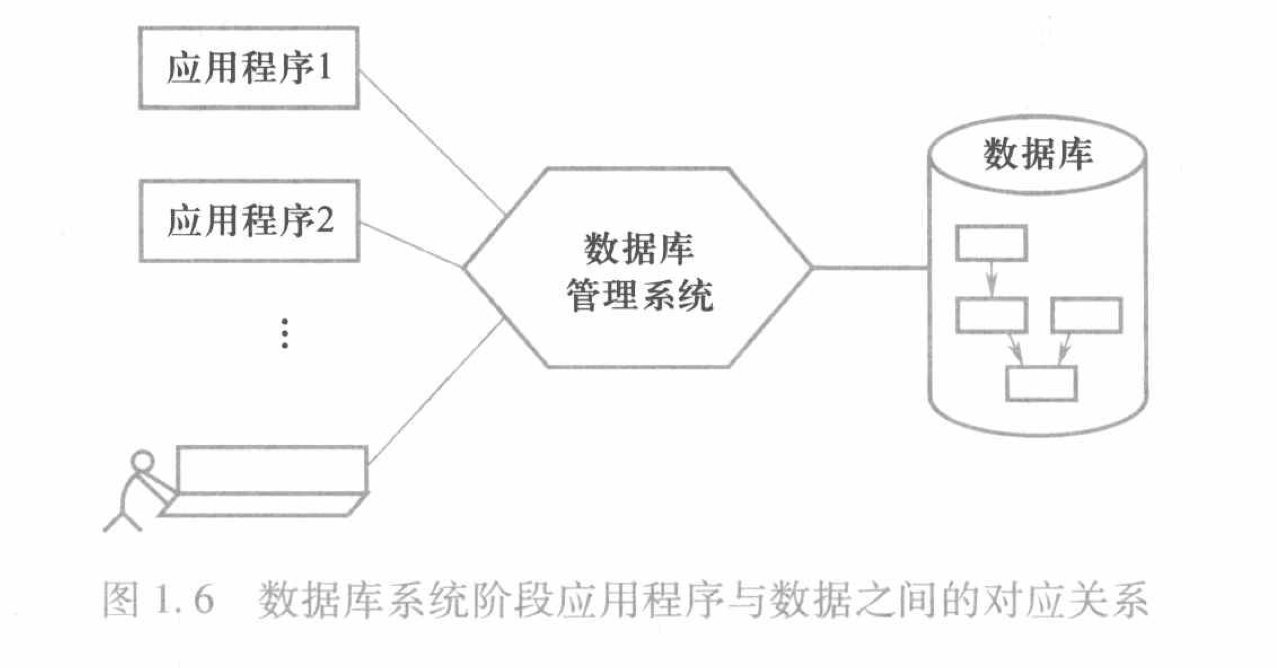 应用程序1
应用程序2
⋮
数据库
管理系统
数据库
图 1.6 数据库系统阶段应用程序与数据之间的对应关系